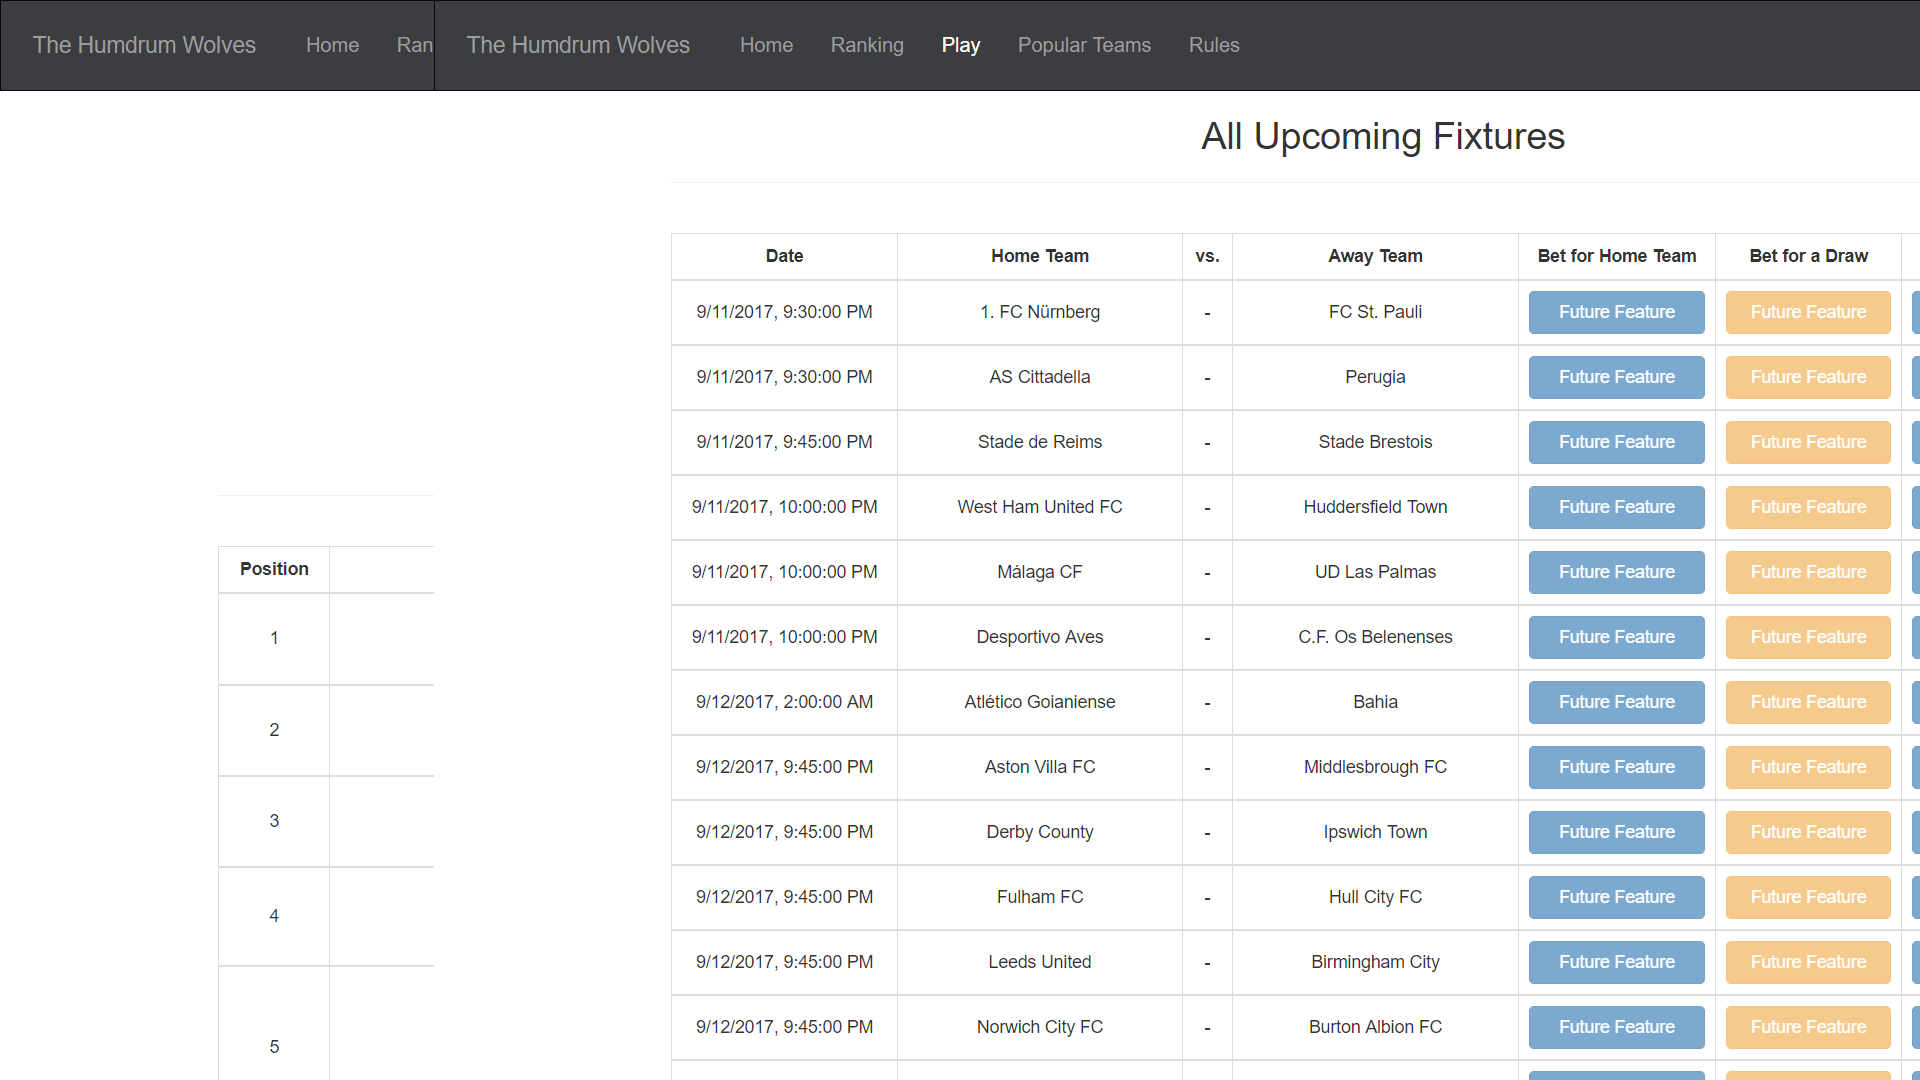 The Humdrum Wolves Home Ran
The Humdrum Wolves Home Ranking Play Popular Teams Rules
Position
1
2
3
4
5
All Upcoming Fixtures
Date Home Team vs. Away Team Bet for Home Team Bet for a Draw
9/11/2017, 9:30:00 PM 1. FC Nürnberg - FC St. Pauli Future Feature Future Feature
9/11/2017, 9:30:00 PM AS Cittadella - Perugia Future Feature Future Feature
9/11/2017, 9:45:00 PM Stade de Reims - Stade Brestois Future Feature Future Feature
9/11/2017, 10:00:00 PM West Ham United FC - Huddersfield Town Future Feature Future Feature
9/11/2017, 10:00:00 PM Málaga CF - UD Las Palmas Future Feature Future Feature
9/11/2017, 10:00:00 PM Desportivo Aves - C.F. Os Belenenses Future Feature Future Feature
9/12/2017, 2:00:00 AM Atlético Goianiense - Bahia Future Feature Future Feature
9/12/2017, 9:45:00 PM Aston Villa FC - Middlesbrough FC Future Feature Future Feature
9/12/2017, 9:45:00 PM Derby County - Ipswich Town Future Feature Future Feature
9/12/2017, 9:45:00 PM Fulham FC - Hull City FC Future Feature Future Feature
9/12/2017, 9:45:00 PM Leeds United - Birmingham City Future Feature Future Feature
9/12/2017, 9:45:00 PM Norwich City FC - Burton Albion FC Future Feature Future Feature